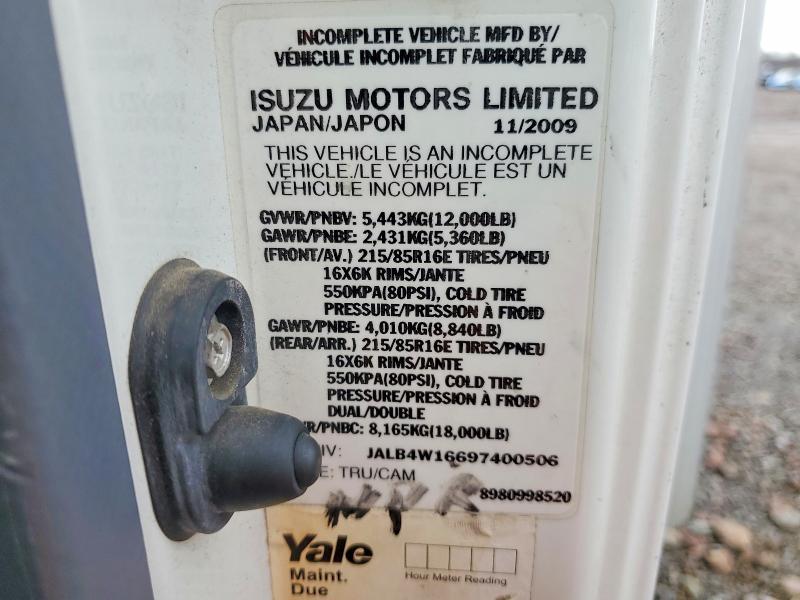 INCOMPLETE VEHICLE MFD BY/
VÉHICULE INCOMPLET FABRIQUÉ PAR
ISUZU MOTORS LIMITED
JAPAN/JAPON 11/2009
THIS VEHICLE IS AN INCOMPLETE
VEHICLE./LE VÉHICULE EST UN
VÉHICULE INCOMPLET.
GVWR/PNBV: 5,443KG(12,000LB)
GAWR/PNBE: 2,431KG(5,360LB)
(FRONT/AV.) 215/85R16E TIRES/PNEU
16X6K RIMS/JANTE
550KPA(80PSI), COLD TIRE
PRESSURE/PRESSION À FROID
GAWR/PNBE: 4,010KG(8,840LB)
(REAR/ARR.) 215/85R16E TIRES/PNEU
16X6K RIMS/JANTE
550KPA(80PSI), COLD TIRE
PRESSURE/PRESSION À FROID
DUAL/DOUBLE
R/PNBC: 8,165KG(18,000LB)
IV: JALB4W16697400506
E: TRU/CAM
8980998520
Yale
Maint.
Due
Hour Meter Reading